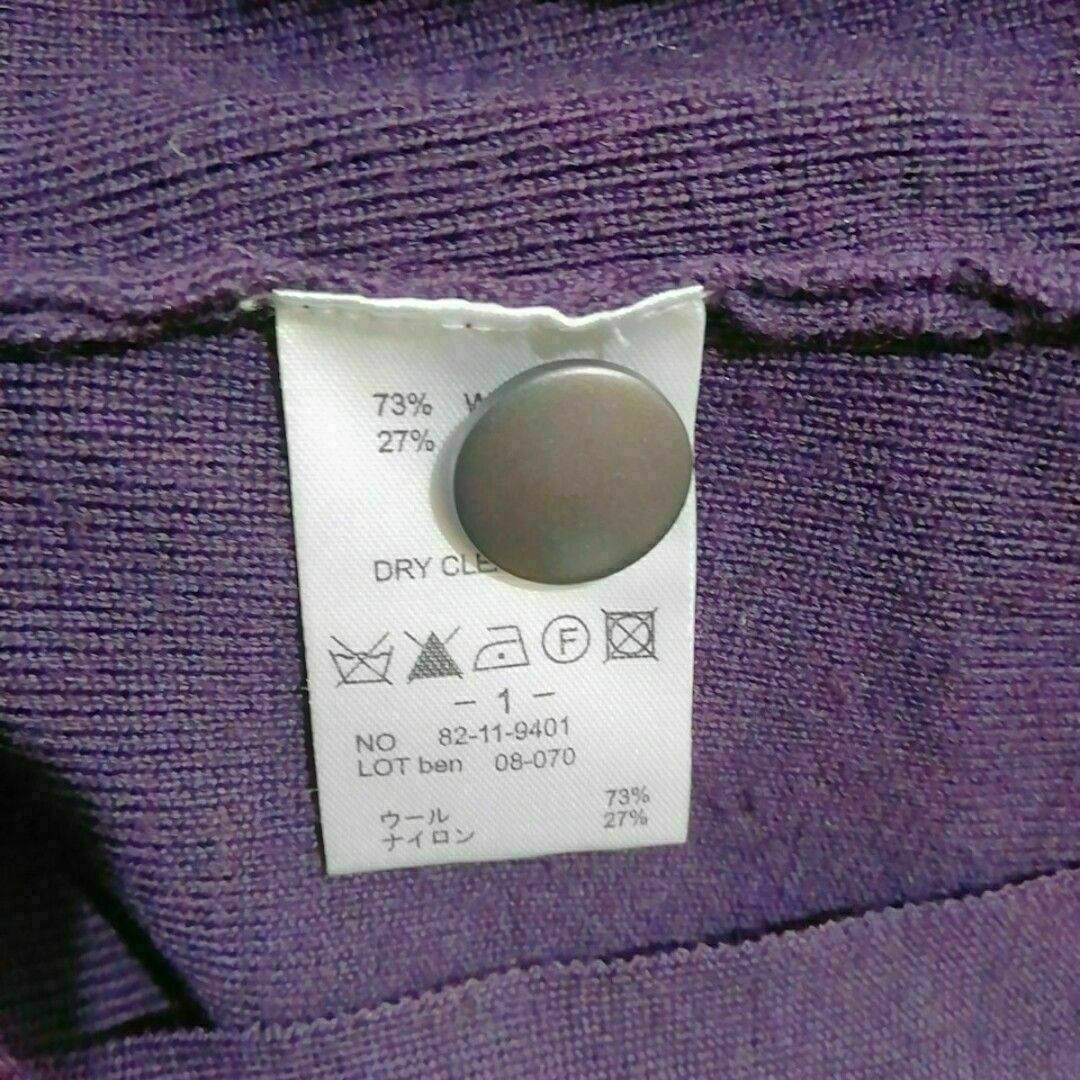 73%
27%
DRY
F
- 1 -
NO 82-11-9401
LOT ben 08-070
ウール 73%
ナイロン 27%